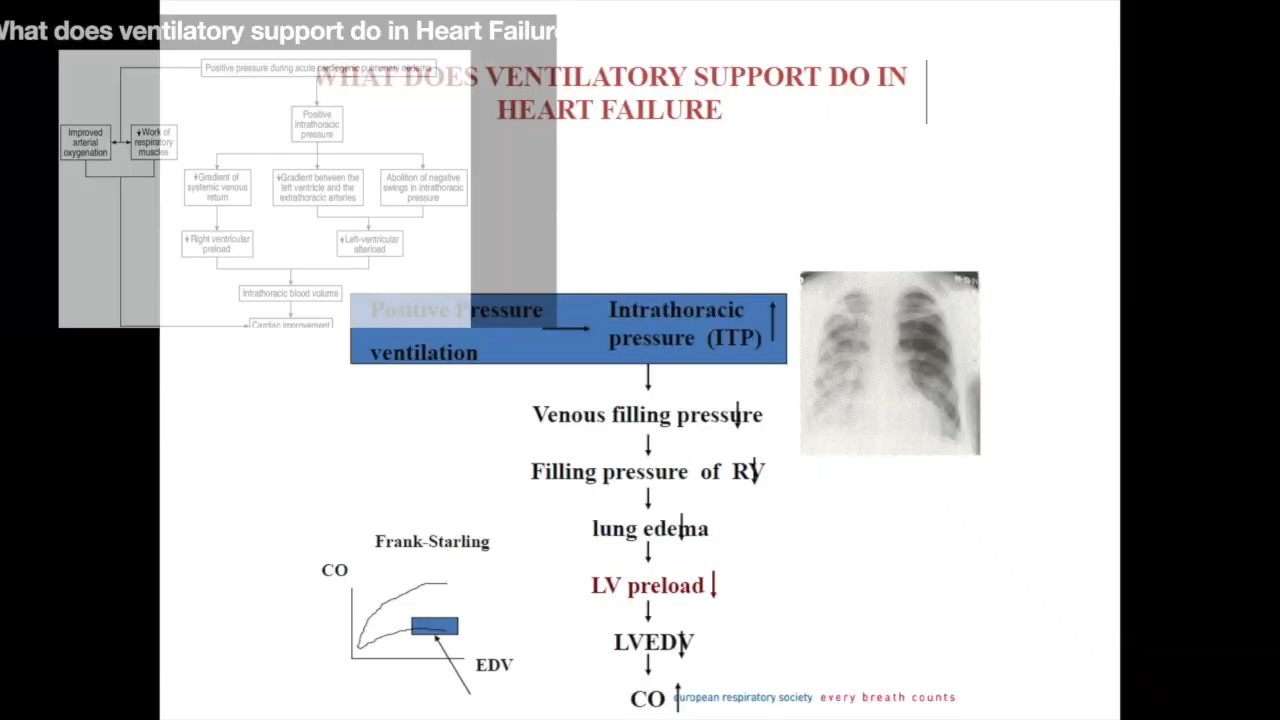 What does ventilatory support do in Heart Failure
Positive pressure during acute cardiogenic pulmonary edema
WHAT DOES VENTILATORY SUPPORT DO IN
HEART FAILURE
Positive
intrathoracic
pressure
Improved
arterial
oxygenation
Work of
respiratory
muscles
Gradient of
systemic venous
return
Gradient between the
left ventricle and the
extrathoracic arteries
Abolition of negative
swings in intrathoracic
pressure
Right ventricular
preload
Left-ventricular
afterload
Intrathoracic blood volume
Cardiac improvement
Positive Pressure
ventilation
Intrathoracic
pressure (ITP)
Venous filling pressure
Filling pressure of RV
lung edema
LV preload
LVEDV
CO
Frank-Starling
CO
EDV
european respiratory society every breath counts